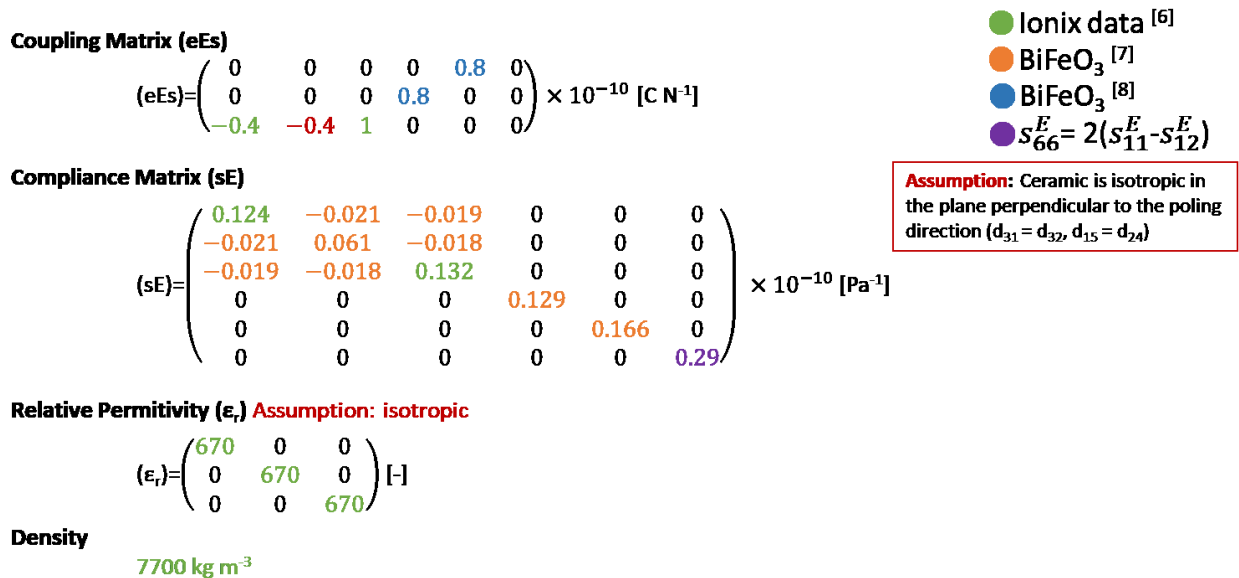 Coupling Matrix (eEs)
(eEs)=
0 0 0 0 0.8 0
0 0 0 0.8 0 0
−0.4 −0.4 1 0 0 0
× 10⁻¹⁰ [C N⁻¹]
Ionix data [6]
BiFeO₃ [7]
BiFeO₃ [8]
s₆₆ᴱ= 2(s₁₁ᴱ-s₁₂ᴱ)
Assumption: Ceramic is isotropic in
the plane perpendicular to the poling
direction (d₃₁ = d₃₂, d₁₅ = d₂₄)
Compliance Matrix (sE)
(sE)=
0.124 −0.021 −0.019 0 0 0
−0.021 0.061 −0.018 0 0 0
−0.019 −0.018 0.132 0 0 0
0 0 0 0.129 0 0
0 0 0 0 0.166 0
0 0 0 0 0 0.29
× 10⁻¹⁰ [Pa⁻¹]
Relative Permitivity (εᵣ) Assumption: isotropic
(εᵣ)=
670 0 0
0 670 0
0 0 670
[-]
Density
7700 kg m⁻³